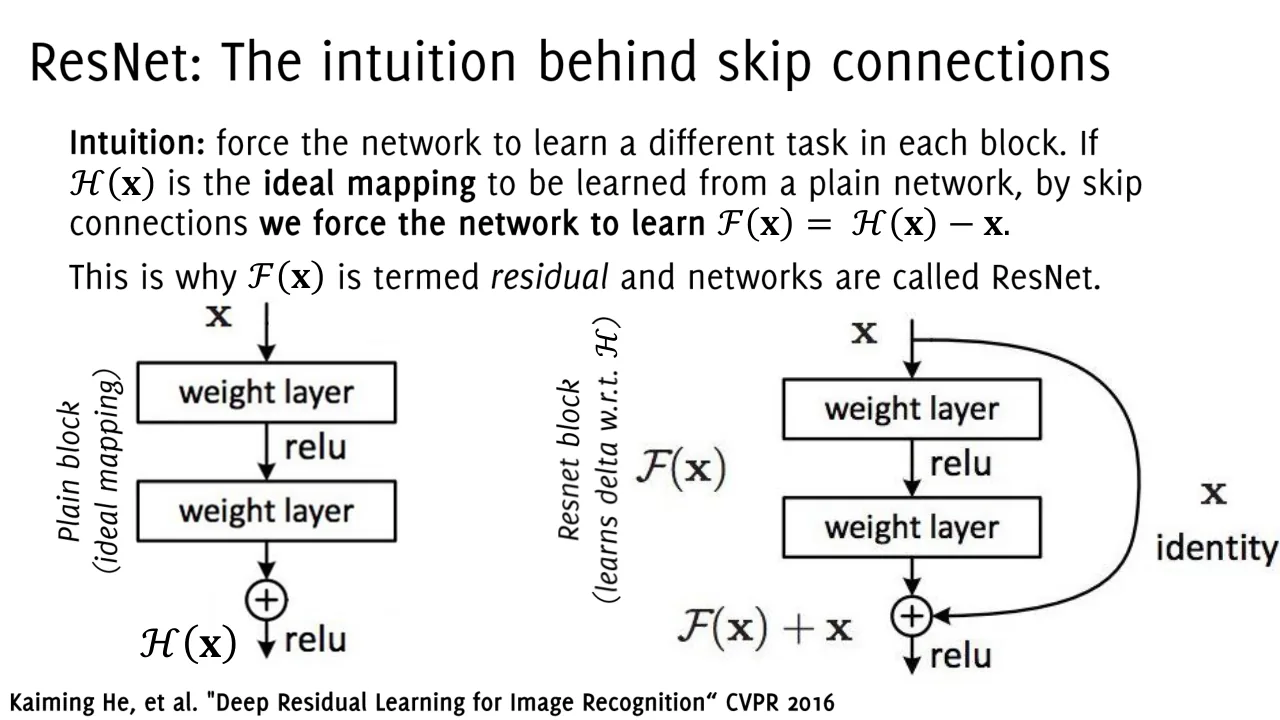 ResNet: The intuition behind skip connections
Intuition: force the network to learn a different task in each block. If
ℋ(x) is the ideal mapping to be learned from a plain network, by skip
connections we force the network to learn ℱ(x) = ℋ(x) − x.
This is why ℱ(x) is termed residual and networks are called ResNet.
Plain block
(ideal mapping)
x
weight layer
relu
weight layer
+
ℋ(x)
relu
Resnet block
(learns delta w.r.t. ℋ)
x
weight layer
ℱ(x)
relu
x
identity
weight layer
ℱ(x) + x
+
relu
Kaiming He, et al. "Deep Residual Learning for Image Recognition“ CVPR 2016